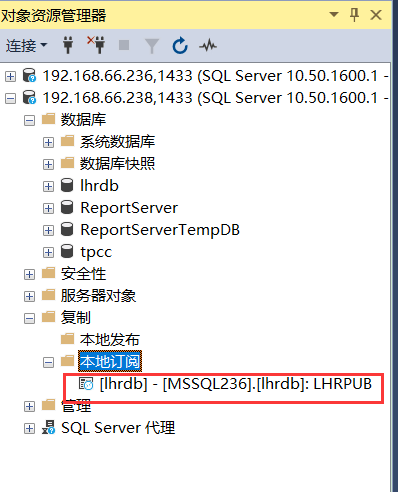 对象资源管理器
连接
192.168.66.236,1433 (SQL Server 10.50.1600.1 -
192.168.66.238,1433 (SQL Server 10.50.1600.1 -
数据库
系统数据库
数据库快照
lhrdb
ReportServer
ReportServerTempDB
tpcc
安全性
服务器对象
复制
本地发布
本地订阅
[lhrdb] - [MSSQL236].[lhrdb]: LHRPUB
管理
SQL Server 代理